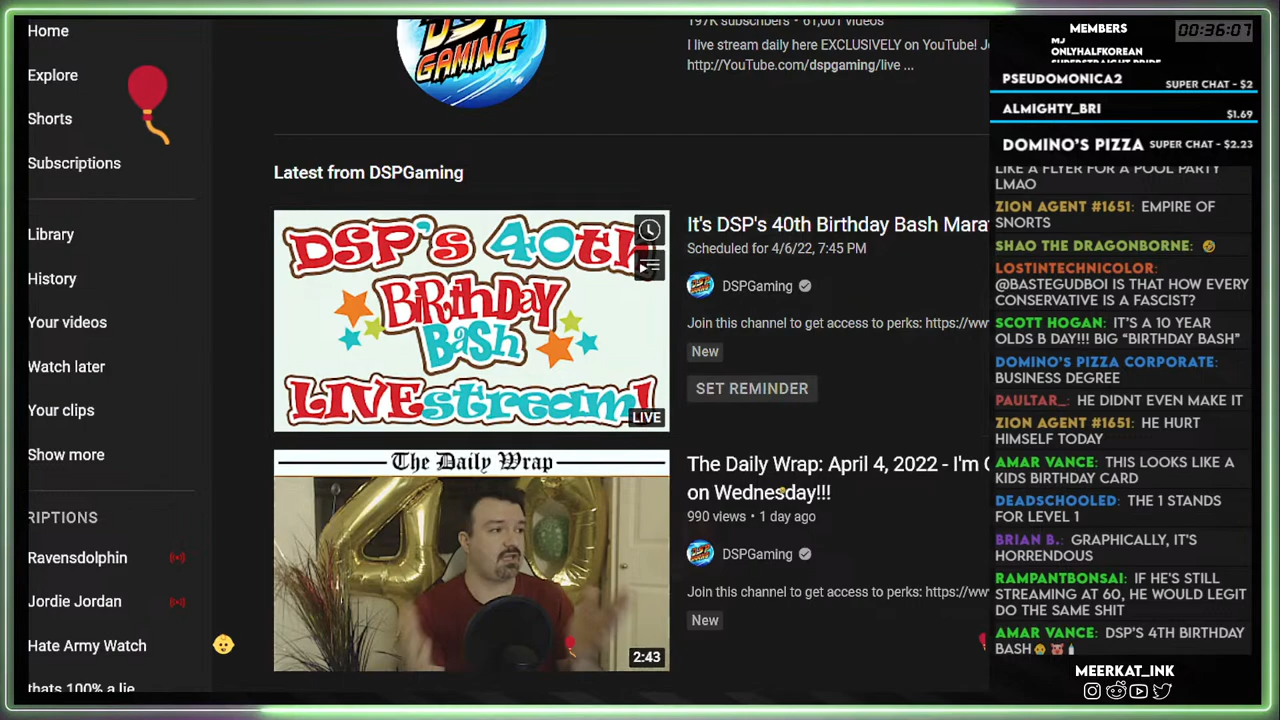 Home
Explore
Shorts
Subscriptions
Library
History
Your videos
Watch later
Your clips
Show more
RIPTIONS
Ravensdolphin
Jordie Jordan
Hate Army Watch
thats 100% a lie
GAMING
197K subscribers • 61,001 videos
I live stream daily here EXCLUSIVELY on YouTube!
http://YouTube.com/dspgaming/live ...
Latest from DSPGaming
DSP's 40th
BiRthDay
Bash
LIVEstream!
LIVE
It's DSP's 40th Birthday Bash Mara
Scheduled for 4/6/22, 7:45 PM
DSPGaming
Join this channel to get access to perks: https://ww
New
SET REMINDER
The Daily Wrap
40
2:43
The Daily Wrap: April 4, 2022 - I'm
on Wednesday!!!
990 views • 1 day ago
DSPGaming
Join this channel to get access to perks: https://ww
New
MEMBERS
00:36:07
MJ
ONLYHALFKOREAN
SUPERSTRAIGHT PRIDE
PSEUDOMONICA2 SUPER CHAT - $2
ALMIGHTY_BRI $1.69
DOMINO'S PIZZA SUPER CHAT - $2.23
LIKE A FLYER FOR A POOL PARTY
LMAO
ZION AGENT #1651: EMPIRE OF
SNORTS
SHAO THE DRAGONBORNE: 🤣
LOSTINTECHNICOLOR:
@BASTEGUDBOI IS THAT HOW EVERY
CONSERVATIVE IS A FASCIST?
SCOTT HOGAN: IT'S A 10 YEAR
OLDS B DAY!!! BIG “BIRTHDAY BASH”
DOMINO'S PIZZA CORPORATE:
BUSINESS DEGREE
PAULTAR_: HE DIDNT EVEN MAKE IT
ZION AGENT #1651: HE HURT
HIMSELF TODAY
AMAR VANCE: THIS LOOKS LIKE A
KIDS BIRTHDAY CARD
DEADSCHOOLED: THE 1 STANDS
FOR LEVEL 1
BRIAN B.: GRAPHICALLY, IT'S
HORRENDOUS
RAMPANTBONSAI: IF HE'S STILL
STREAMING AT 60, HE WOULD LEGIT
DO THE SAME SHIT
AMAR VANCE: DSP'S 4TH BIRTHDAY
BASH👶🐷🍼
MEERKAT_INK